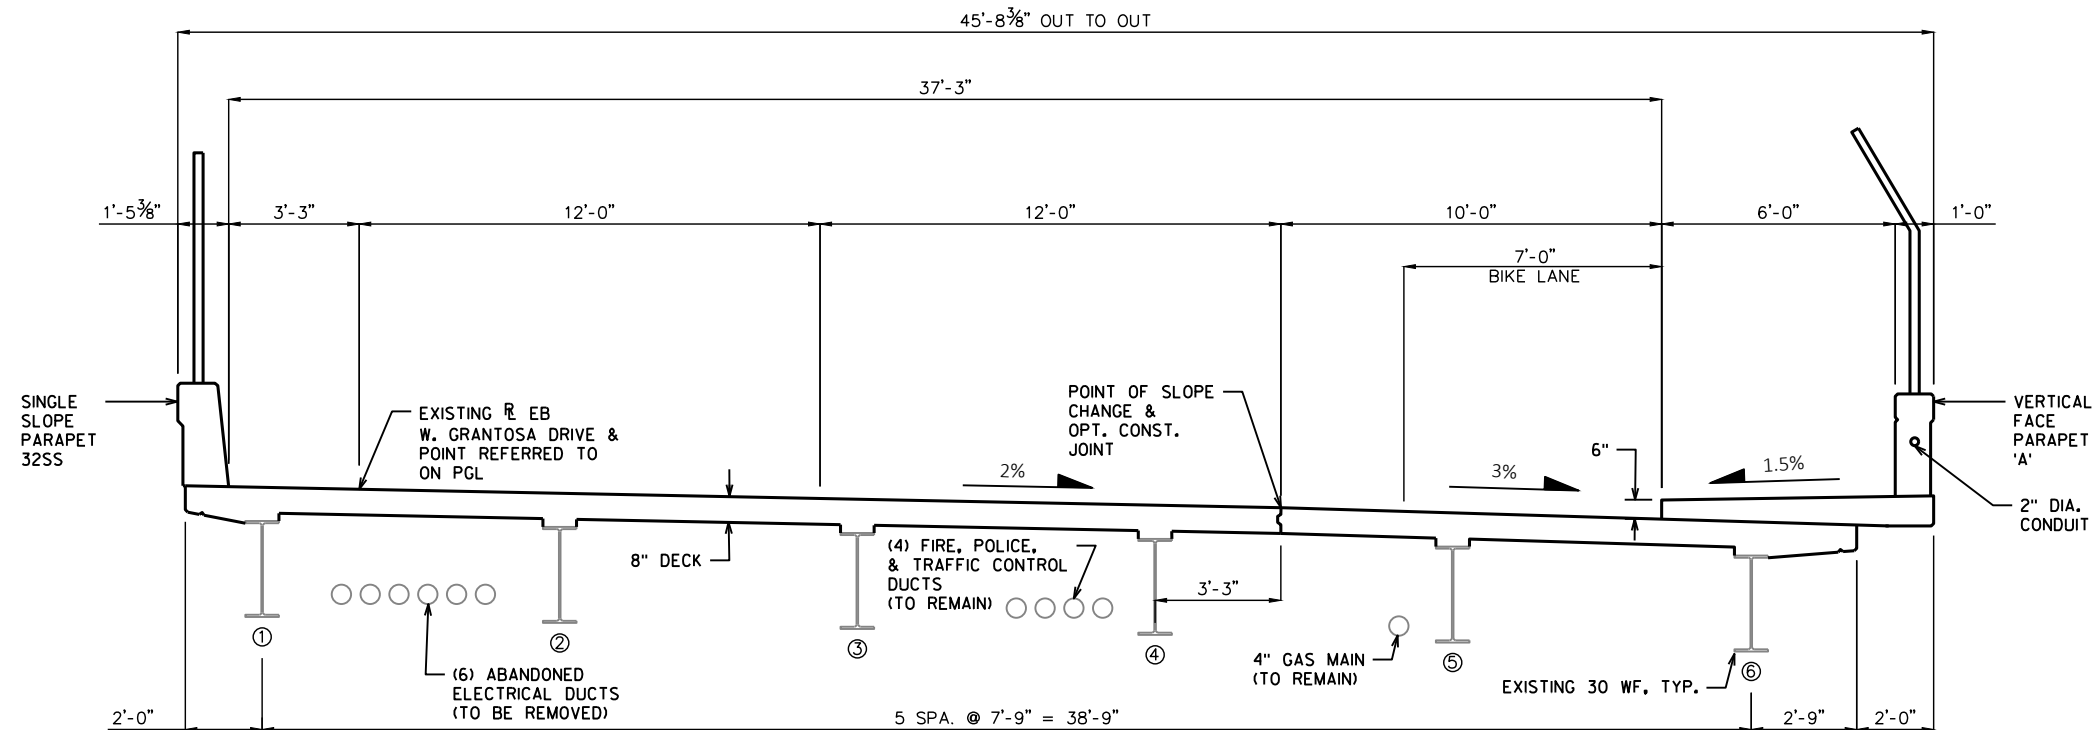 45'-8⅜" OUT TO OUT
37'-3"
1'-5⅜"
3'-3"
12'-0"
12'-0"
10'-0"
6'-0"
1'-0"
7'-0"
BIKE LANE
SINGLE
SLOPE
PARAPET
32SS
EXISTING R̲L EB
W. GRANTOSA DRIVE &
POINT REFERRED TO
ON PGL
POINT OF SLOPE
CHANGE &
OPT. CONST.
JOINT
2%
3%
6"
1.5%
VERTICAL
FACE
PARAPET
'A'
2" DIA.
CONDUIT
8" DECK
(4) FIRE, POLICE,
& TRAFFIC CONTROL
DUCTS
(TO REMAIN)
3'-3"
1
2
3
4
5
6
(6) ABANDONED
ELECTRICAL DUCTS
(TO BE REMOVED)
4" GAS MAIN
(TO REMAIN)
EXISTING 30 WF, TYP.
2'-0"
5 SPA. @ 7'-9" = 38'-9"
2'-9"
2'-0"